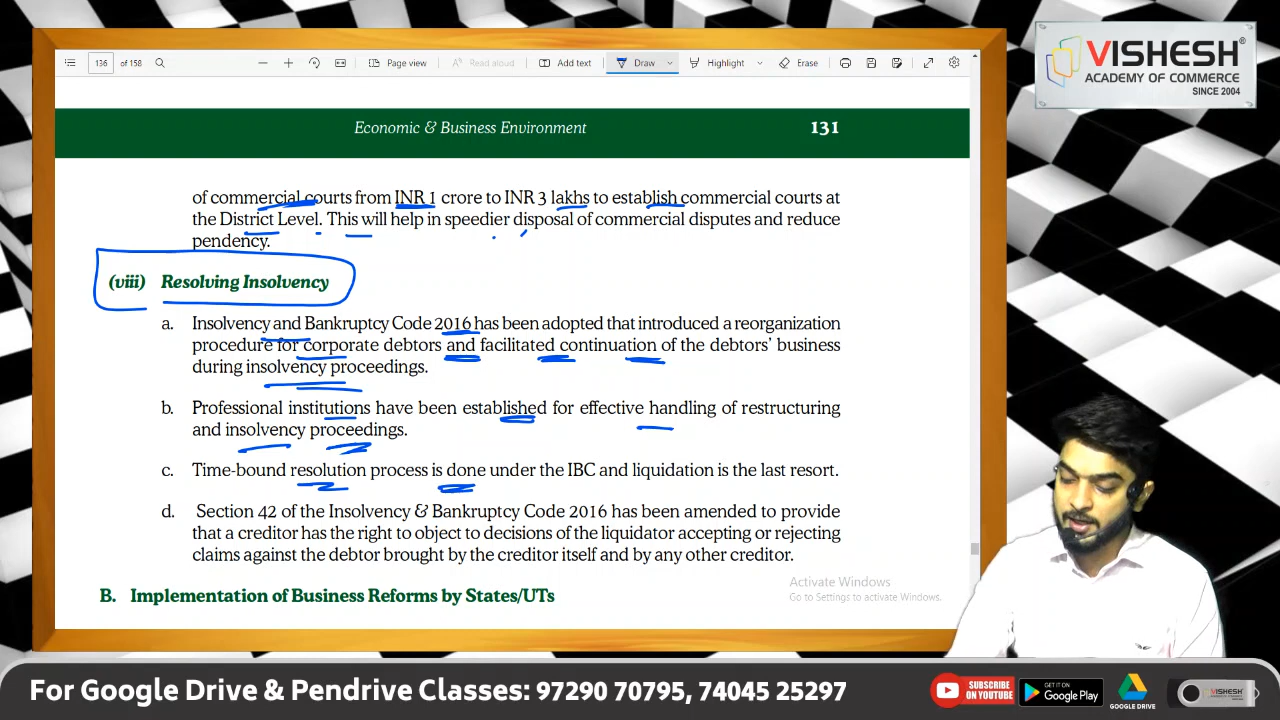 VISHESH®
ACADEMY OF COMMERCE
SINCE 2004
136 of 158 Page view Read aloud Add text Draw Highlight Erase
Economic & Business Environment 131
of commercial courts from INR 1 crore to INR 3 lakhs to establish commercial courts at
the District Level. This will help in speedier disposal of commercial disputes and reduce
pendency.
(viii) Resolving Insolvency
a. Insolvency and Bankruptcy Code 2016 has been adopted that introduced a reorganization
procedure for corporate debtors and facilitated continuation of the debtors' business
during insolvency proceedings.
b. Professional institutions have been established for effective handling of restructuring
and insolvency proceedings.
c. Time-bound resolution process is done under the IBC and liquidation is the last resort.
d. Section 42 of the Insolvency & Bankruptcy Code 2016 has been amended to provide
that a creditor has the right to object to decisions of the liquidator accepting or rejecting
claims against the debtor brought by the creditor itself and by any other creditor.
Activate Windows
Go to Settings to activate Windows.
B. Implementation of Business Reforms by States/UTs
For Google Drive & Pendrive Classes: 97290 70795, 74045 25297
SUBSCRIBE
ON YOUTUBE
GET IT ON
Google Play
GOOGLE DRIVE
VISHESH